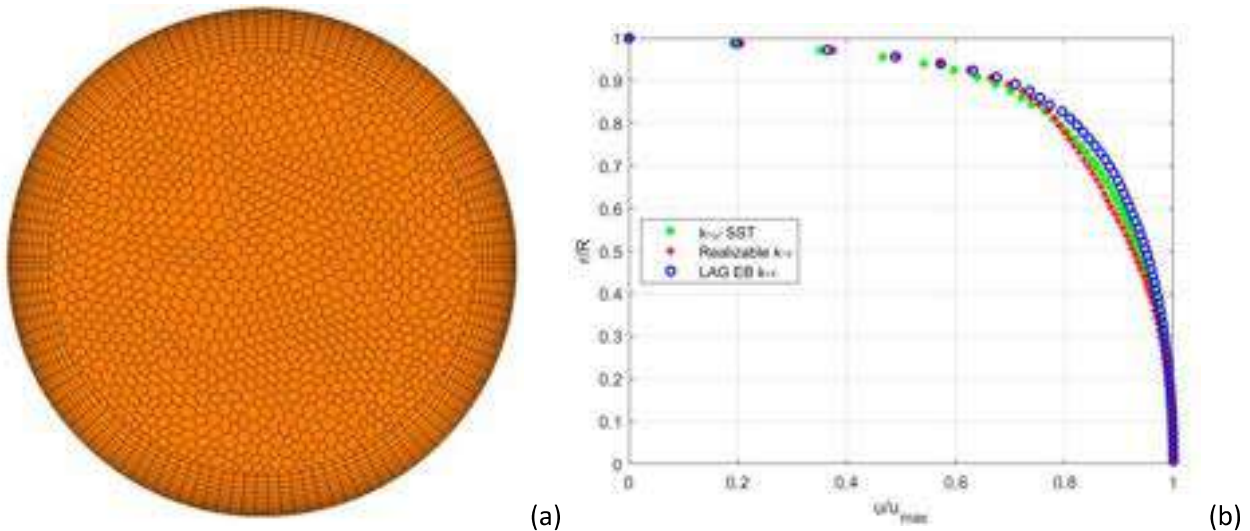 1
0.9
0.8
0.7
0.6
0.5
0.4
0.3
0.2
0.1
0
r/R
k-ω SST
Realizable k-ε
LAG EB k-ε
0 0.2 0.4 0.6 0.8 1
u/u max
(a)
(b)